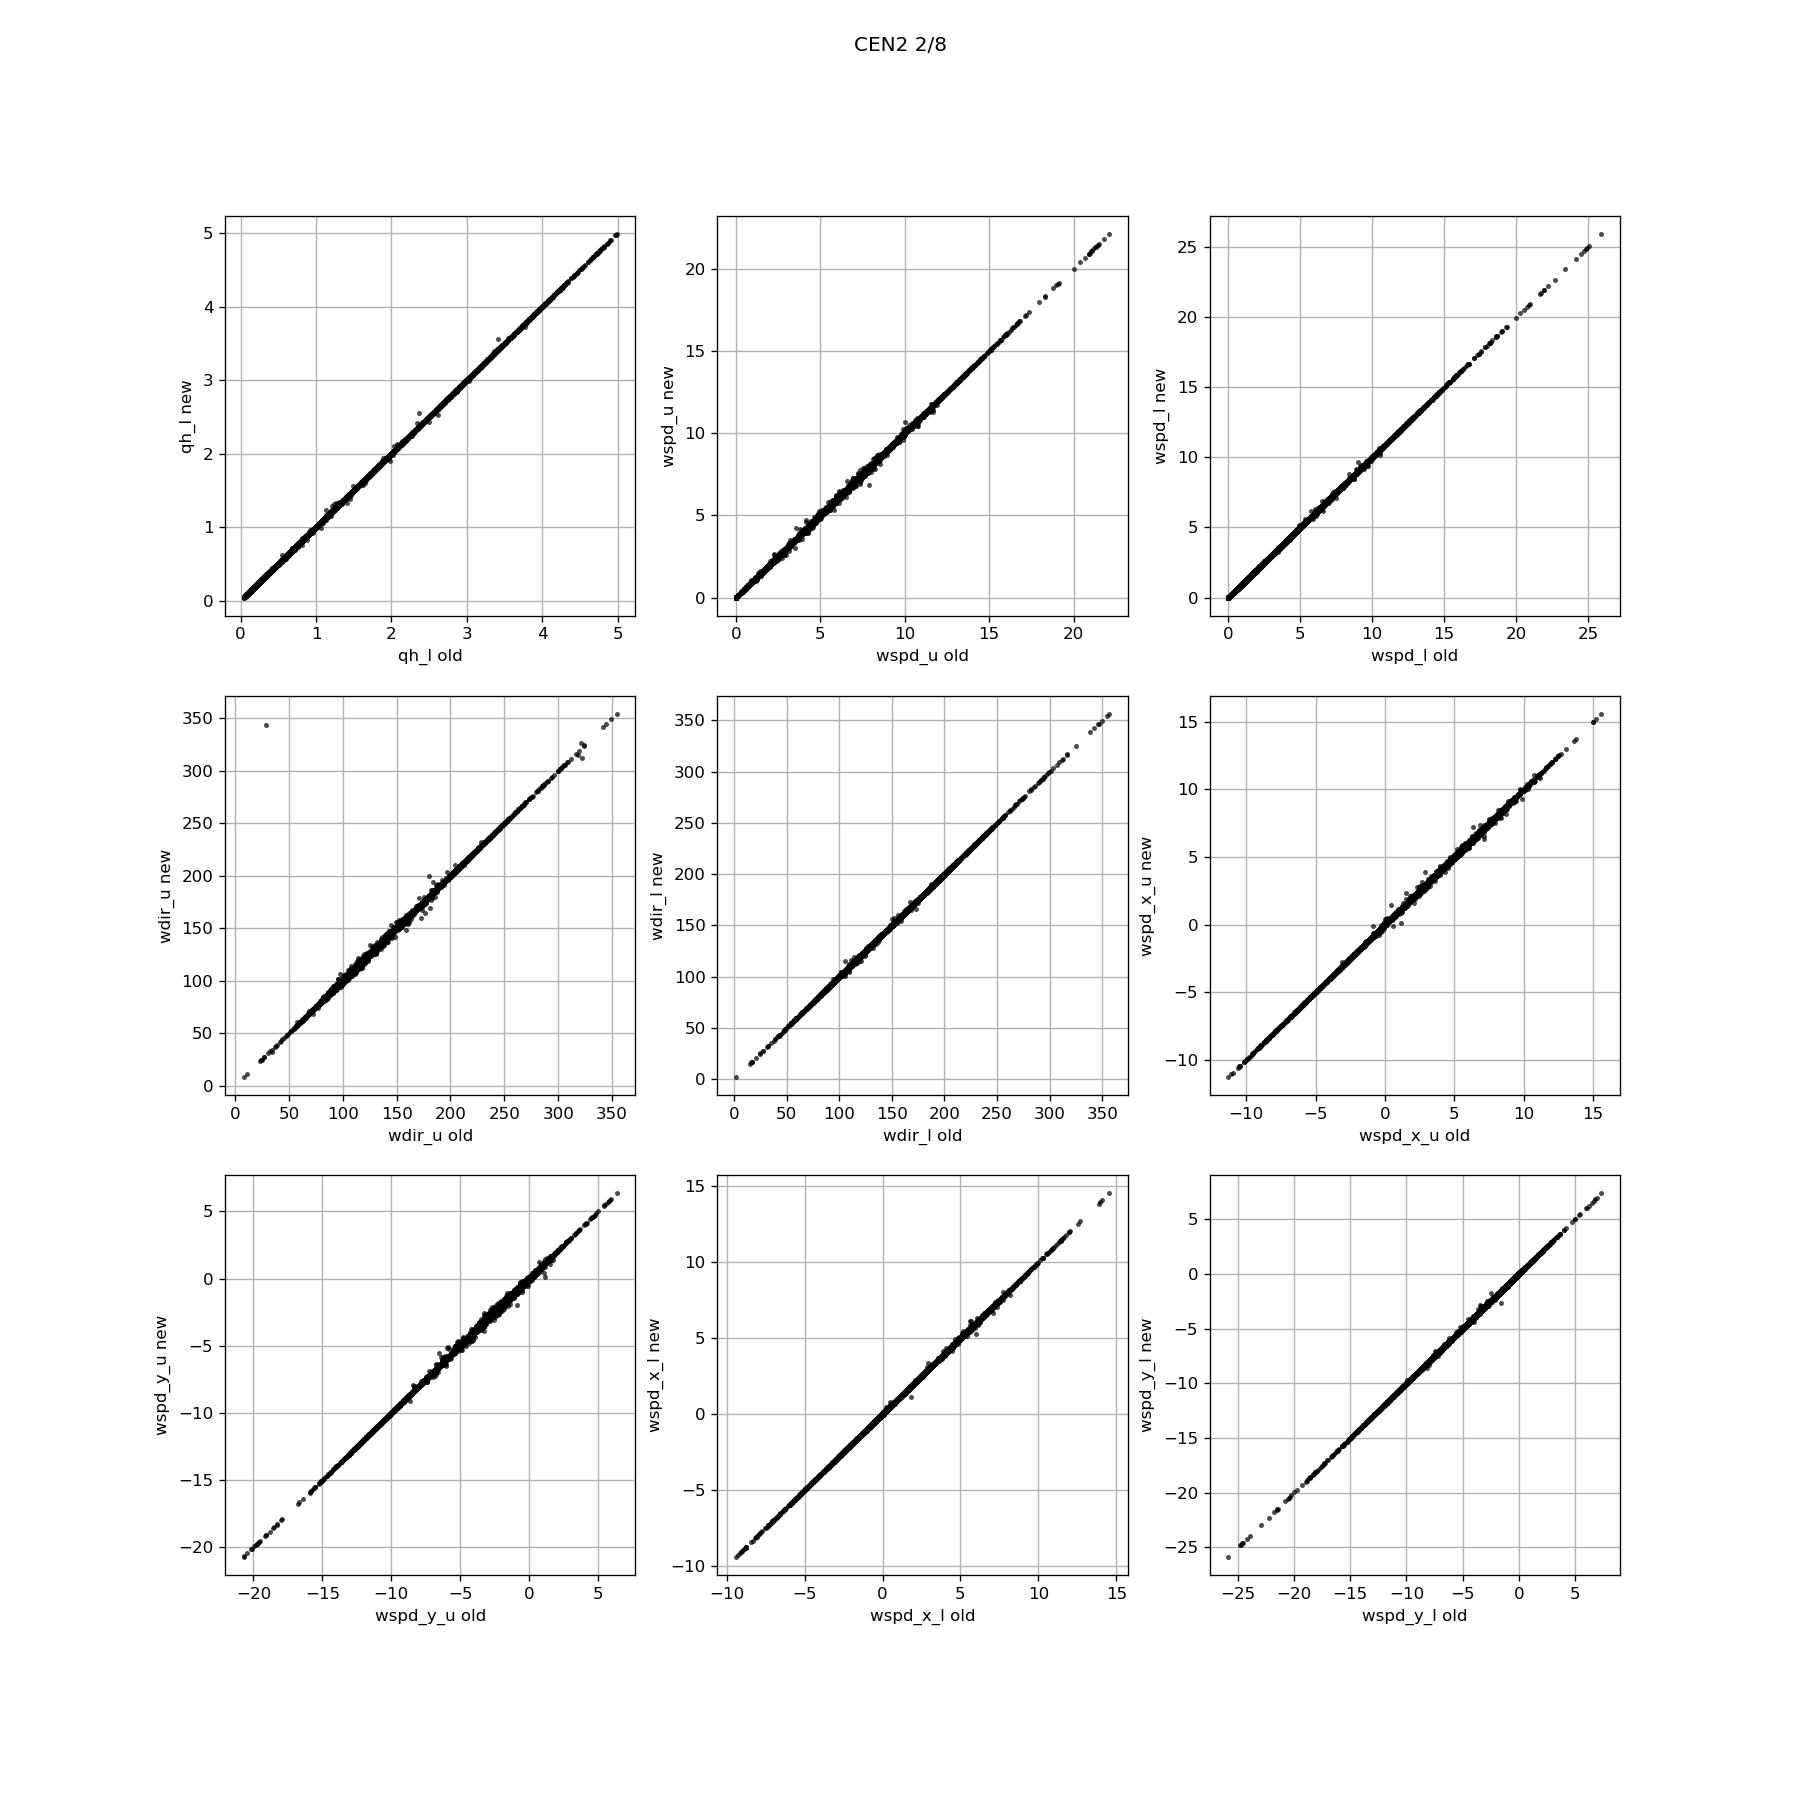 CEN2 2/8
5
4
3
2
1
0
qh_l new
0 1 2 3 4 5
qh_l old
20
15
10
5
0
wspd_u new
0 5 10 15 20
wspd_u old
25
20
15
10
5
0
wspd_l new
0 5 10 15 20 25
wspd_l old
350
300
250
200
150
100
50
0
wdir_u new
0 50 100 150 200 250 300 350
wdir_u old
350
300
250
200
150
100
50
0
wdir_l new
0 50 100 150 200 250 300 350
wdir_l old
15
10
5
0
−5
−10
wspd_x_u new
−10 −5 0 5 10 15
wspd_x_u old
5
0
−5
−10
−15
−20
wspd_y_u new
−20 −15 −10 −5 0 5
wspd_y_u old
15
10
5
0
−5
−10
wspd_x_l new
−10 −5 0 5 10 15
wspd_x_l old
5
0
−5
−10
−15
−20
−25
wspd_y_l new
−25 −20 −15 −10 −5 0 5
wspd_y_l old